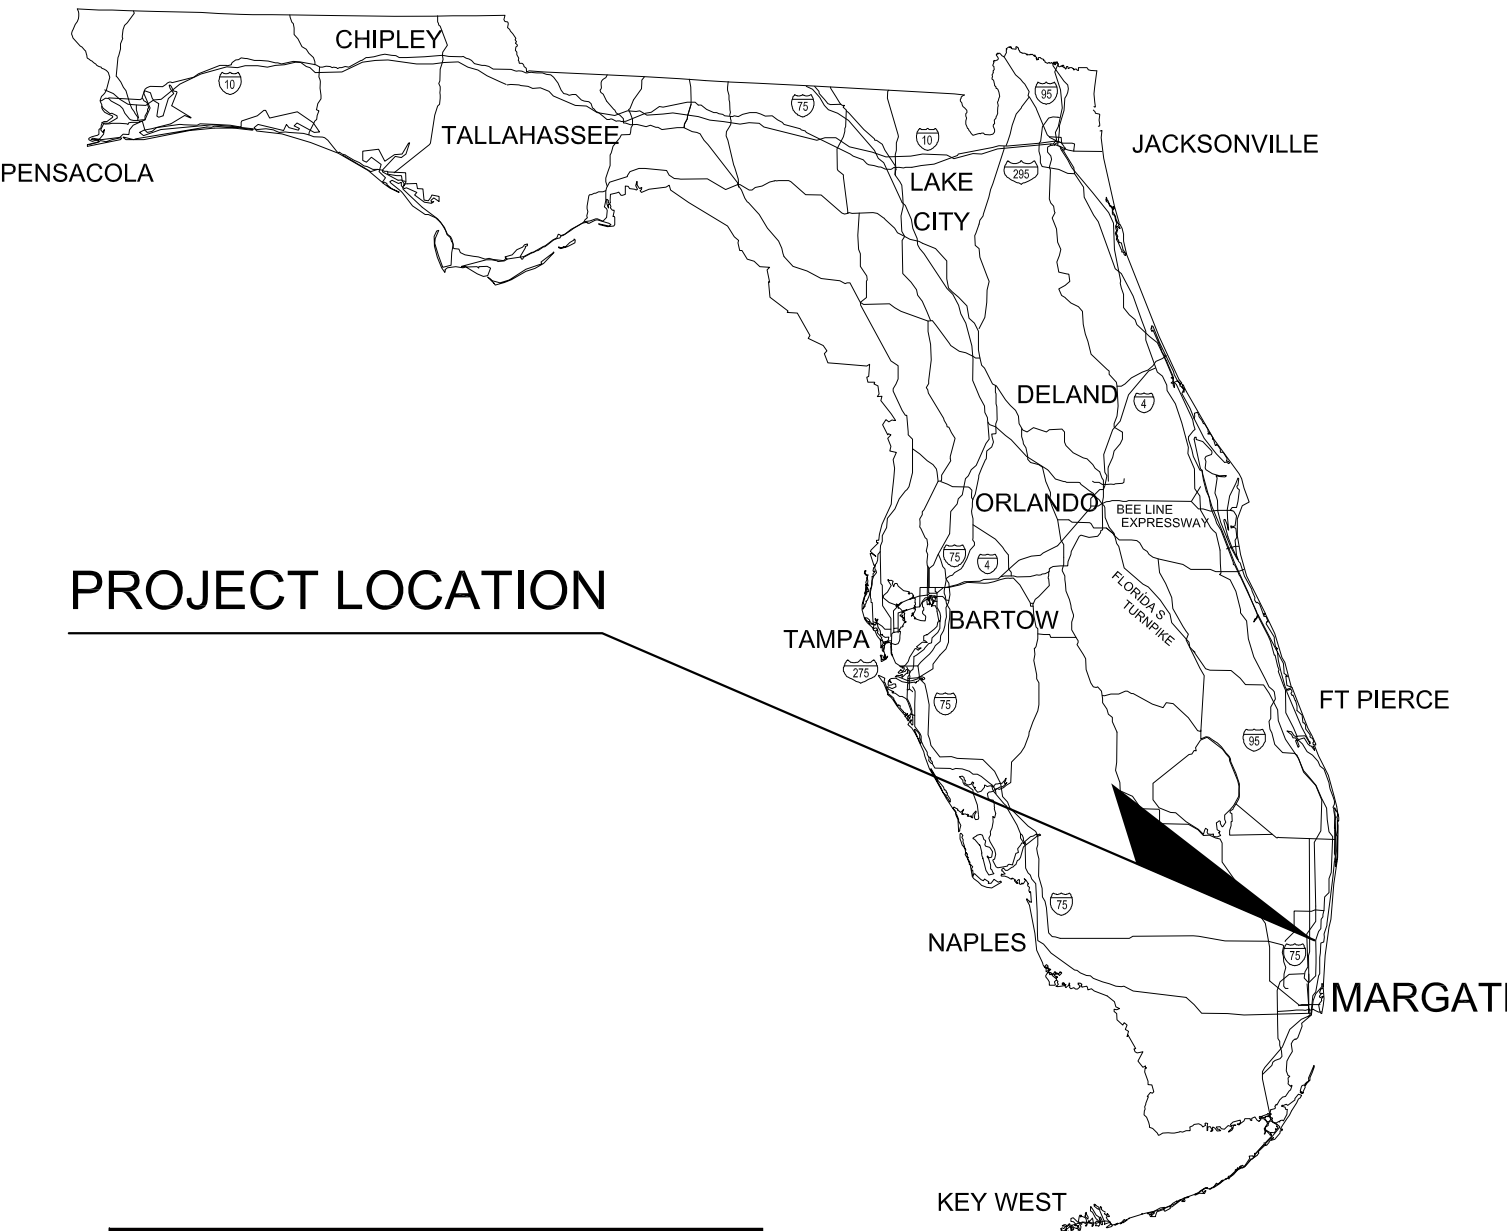 CHIPLEY
10
TALLAHASSEE
PENSACOLA
75
95
10
JACKSONVILLE
295
LAKE
CITY
DELAND
4
ORLANDO
BEE LINE
EXPRESSWAY
75
4
PROJECT LOCATION
FLORIDA S
TURNPIKE
BARTOW
TAMPA
275
75
FT PIERCE
95
75
NAPLES
75
MARGAT
KEY WEST